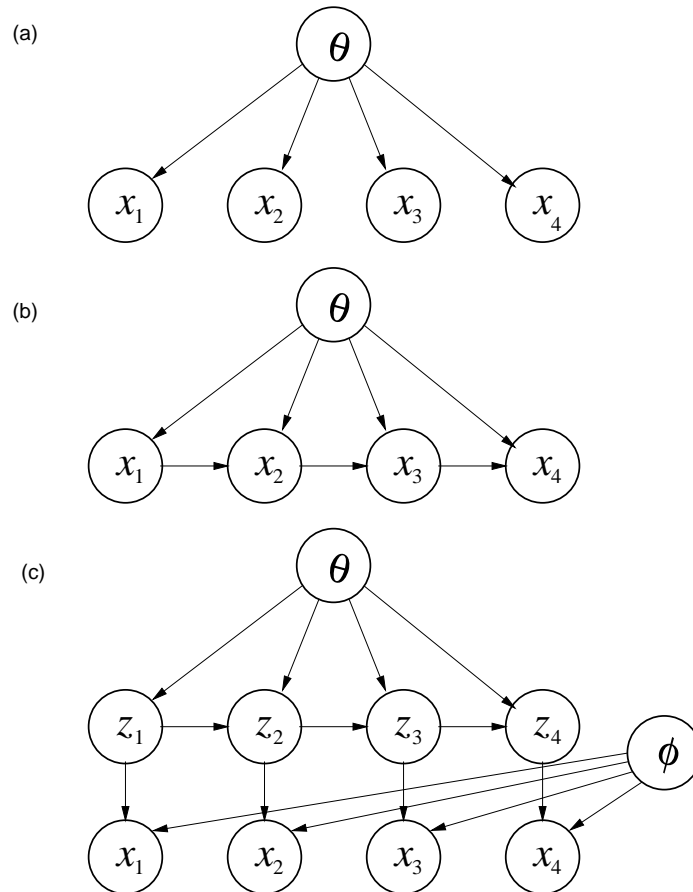 (a)
θ
x1 x2 x3 x4
(b)
θ
x1 x2 x3 x4
(c)
θ
z1 z2 z3 z4
ϕ
x1 x2 x3 x4